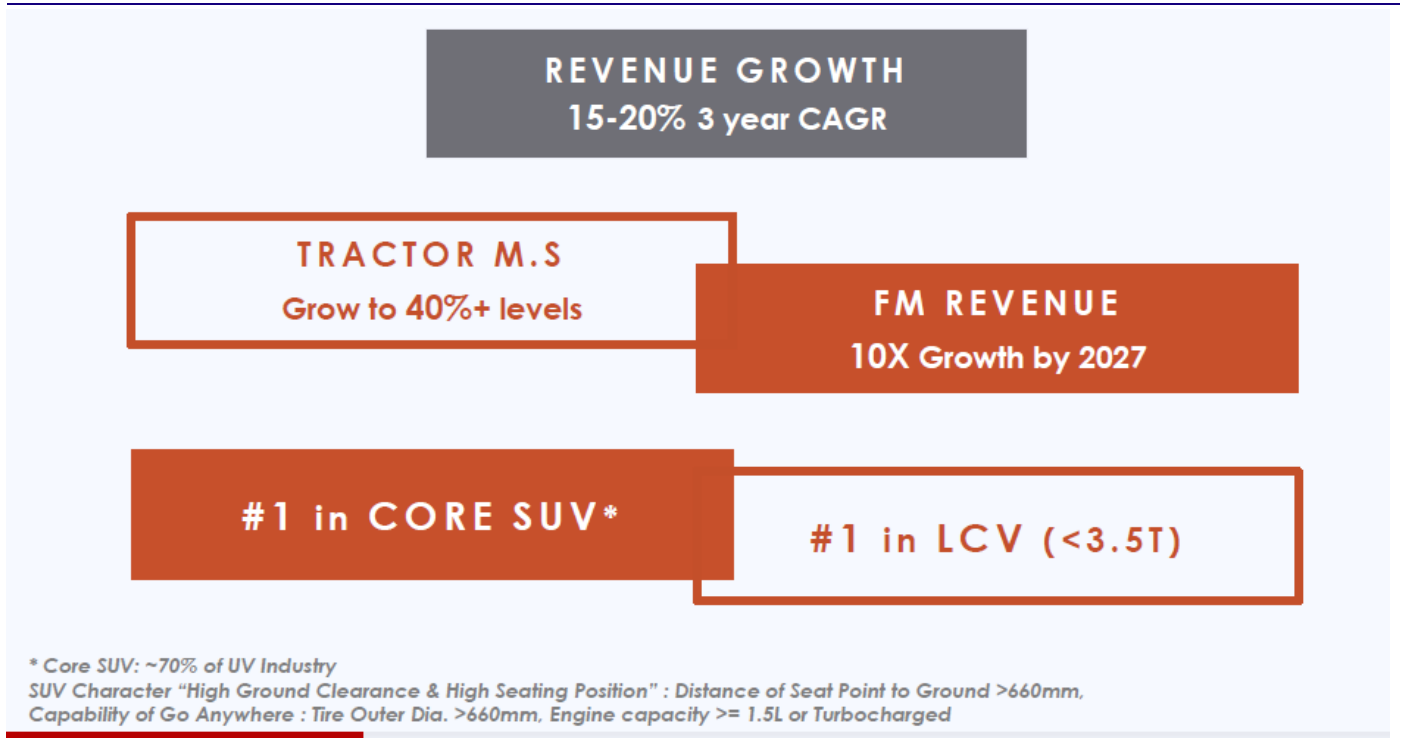 REVENUE GROWTH
15-20% 3 year CAGR
TRACTOR M.S
Grow to 40%+ levels
FM REVENUE
10X Growth by 2027
#1 in CORE SUV*
#1 in LCV (<3.5T)
* Core SUV: ~70% of UV Industry
SUV Character “High Ground Clearance & High Seating Position” : Distance of Seat Point to Ground >660mm,
Capability of Go Anywhere : Tire Outer Dia. >660mm, Engine capacity >= 1.5L or Turbocharged